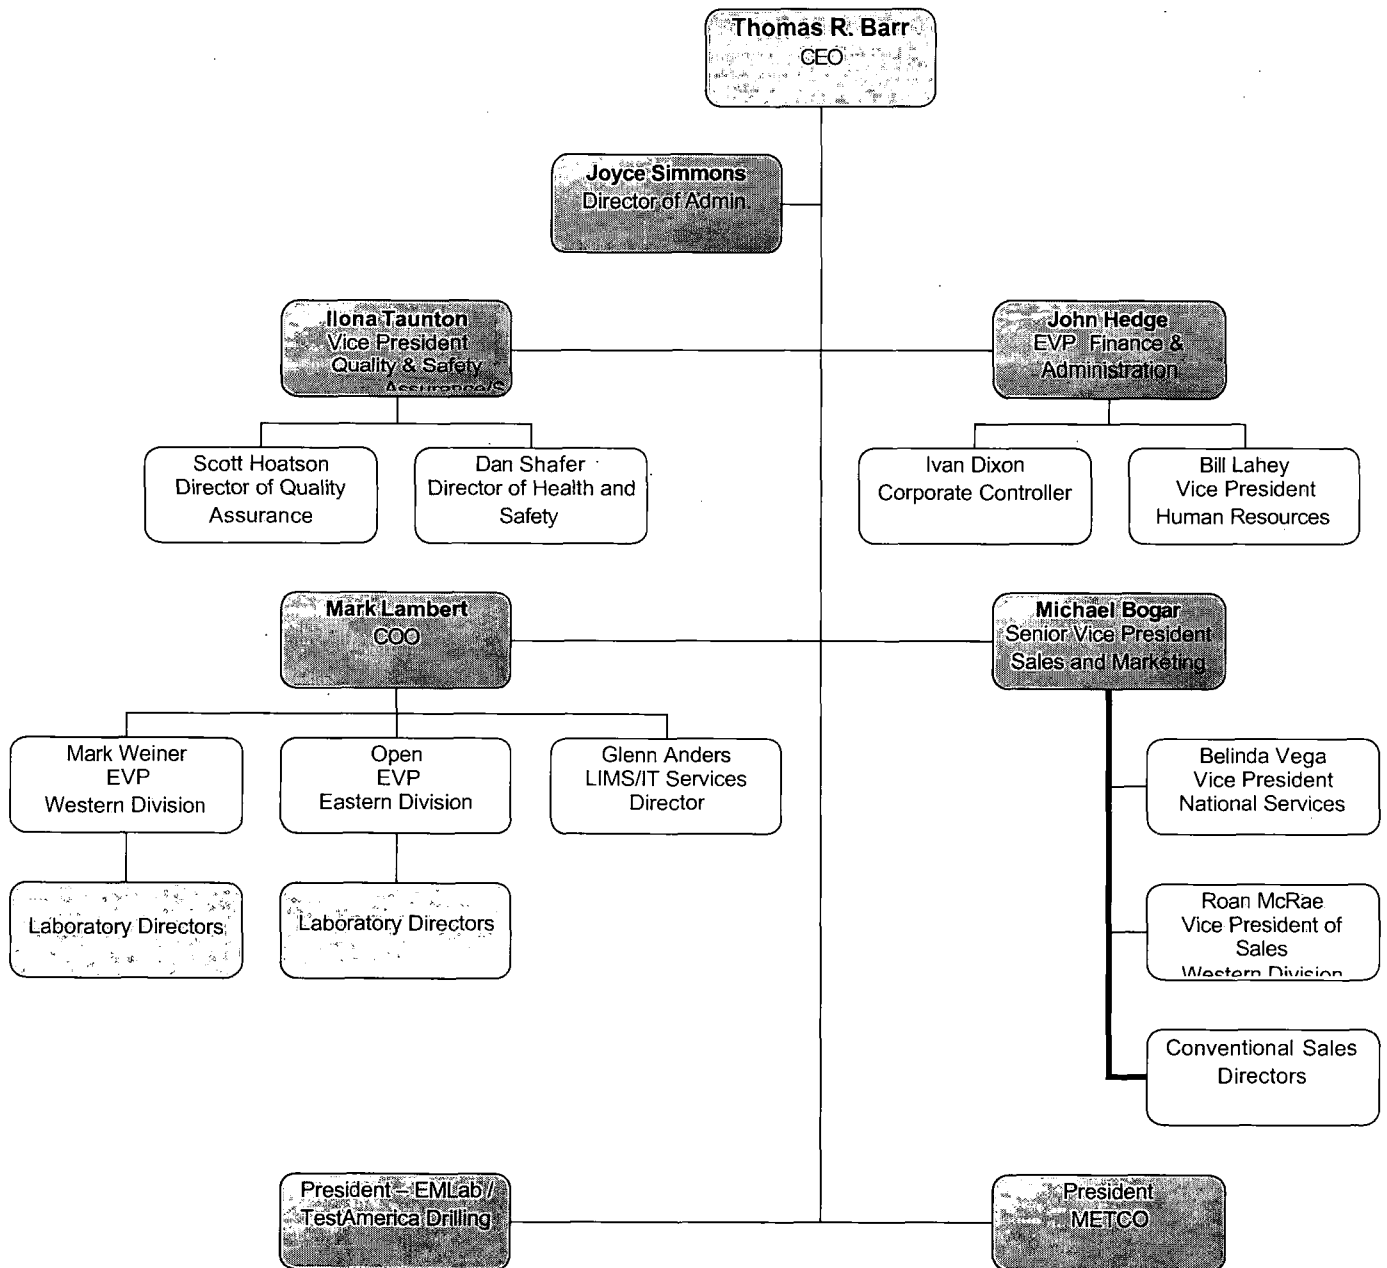 Thomas R. Barr
CEO
Joyce Simmons
Director of Admin.
Ilona Taunton
Vice President
Quality & Safety
Assurance/S
John Hedge
EVP Finance &
Administration
Scott Hoatson
Director of Quality
Assurance
Dan Shafer
Director of Health and
Safety
Ivan Dixon
Corporate Controller
Bill Lahey
Vice President
Human Resources
Mark Lambert
COO
Michael Bogar
Senior Vice President
Sales and Marketing
Mark Weiner
EVP
Western Division
Open
EVP
Eastern Division
Glenn Anders
LIMS/IT Services
Director
Belinda Vega
Vice President
National Services
Laboratory Directors
Laboratory Directors
Roan McRae
Vice President of
Sales
Western Division
Conventional Sales
Directors
President – EMLab /
TestAmerica Drilling
President
METCO